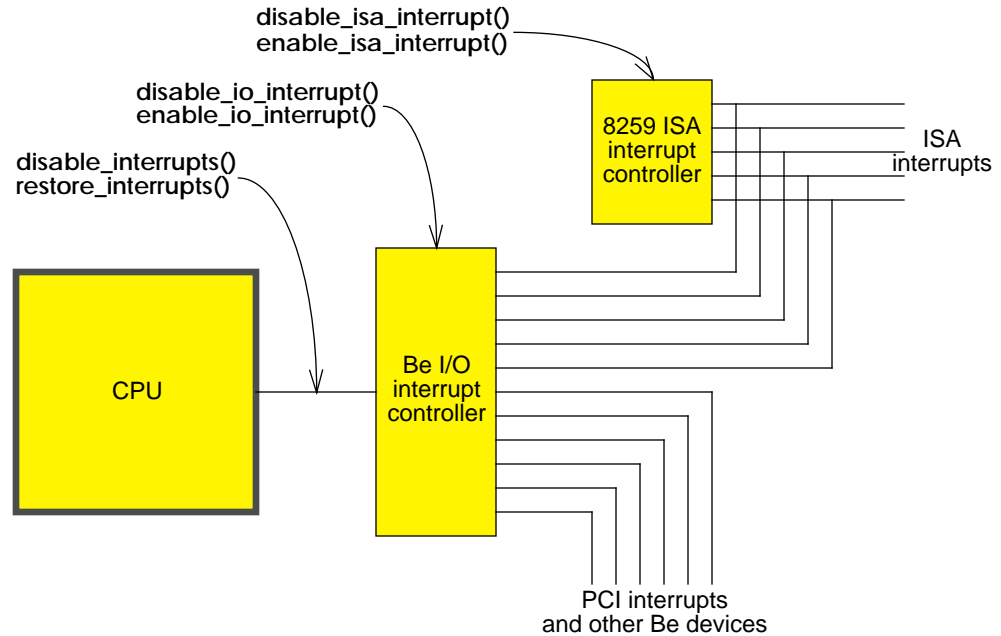 disable_isa_interrupt()
enable_isa_interrupt()
disable_io_interrupt()
enable_io_interrupt()
disable_interrupts()
restore_interrupts()
8259 ISA
interrupt
controller
ISA
interrupts
CPU
Be I/O
interrupt
controller
PCI interrupts
and other Be devices